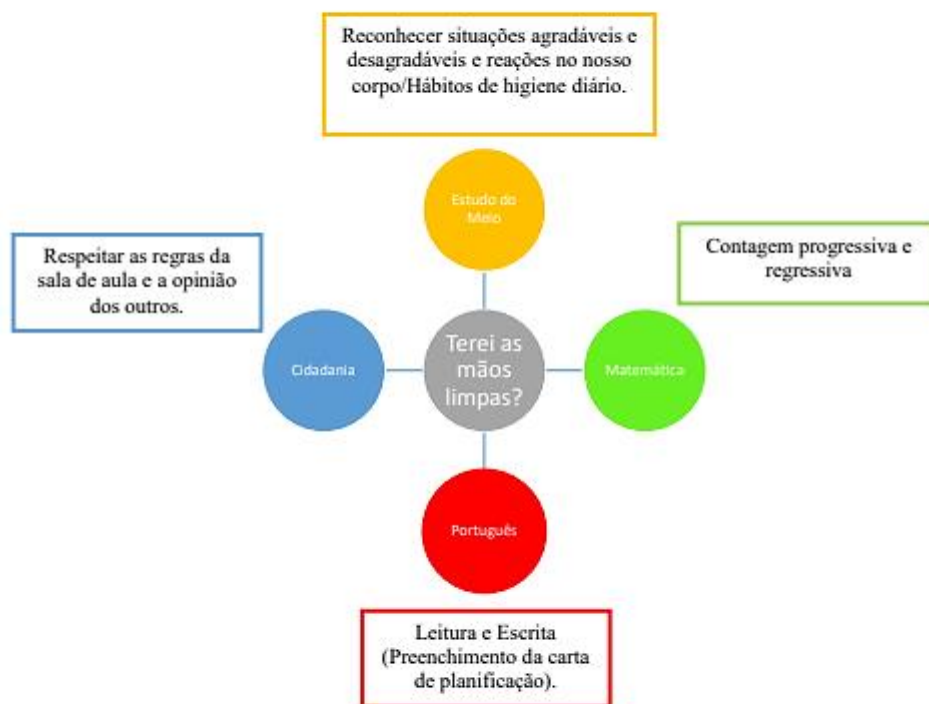 Reconhecer situações agradáveis e
desagradáveis e reações no nosso
corpo/Hábitos de higiene diário.
Estudo do
Meio
Respeitar as regras da
sala de aula e a opinião
dos outros.
Contagem progressiva e
regressiva
Cidadania
Terei as
mãos
limpas?
Matemática
Português
Leitura e Escrita
(Preenchimento da carta
de planificação).